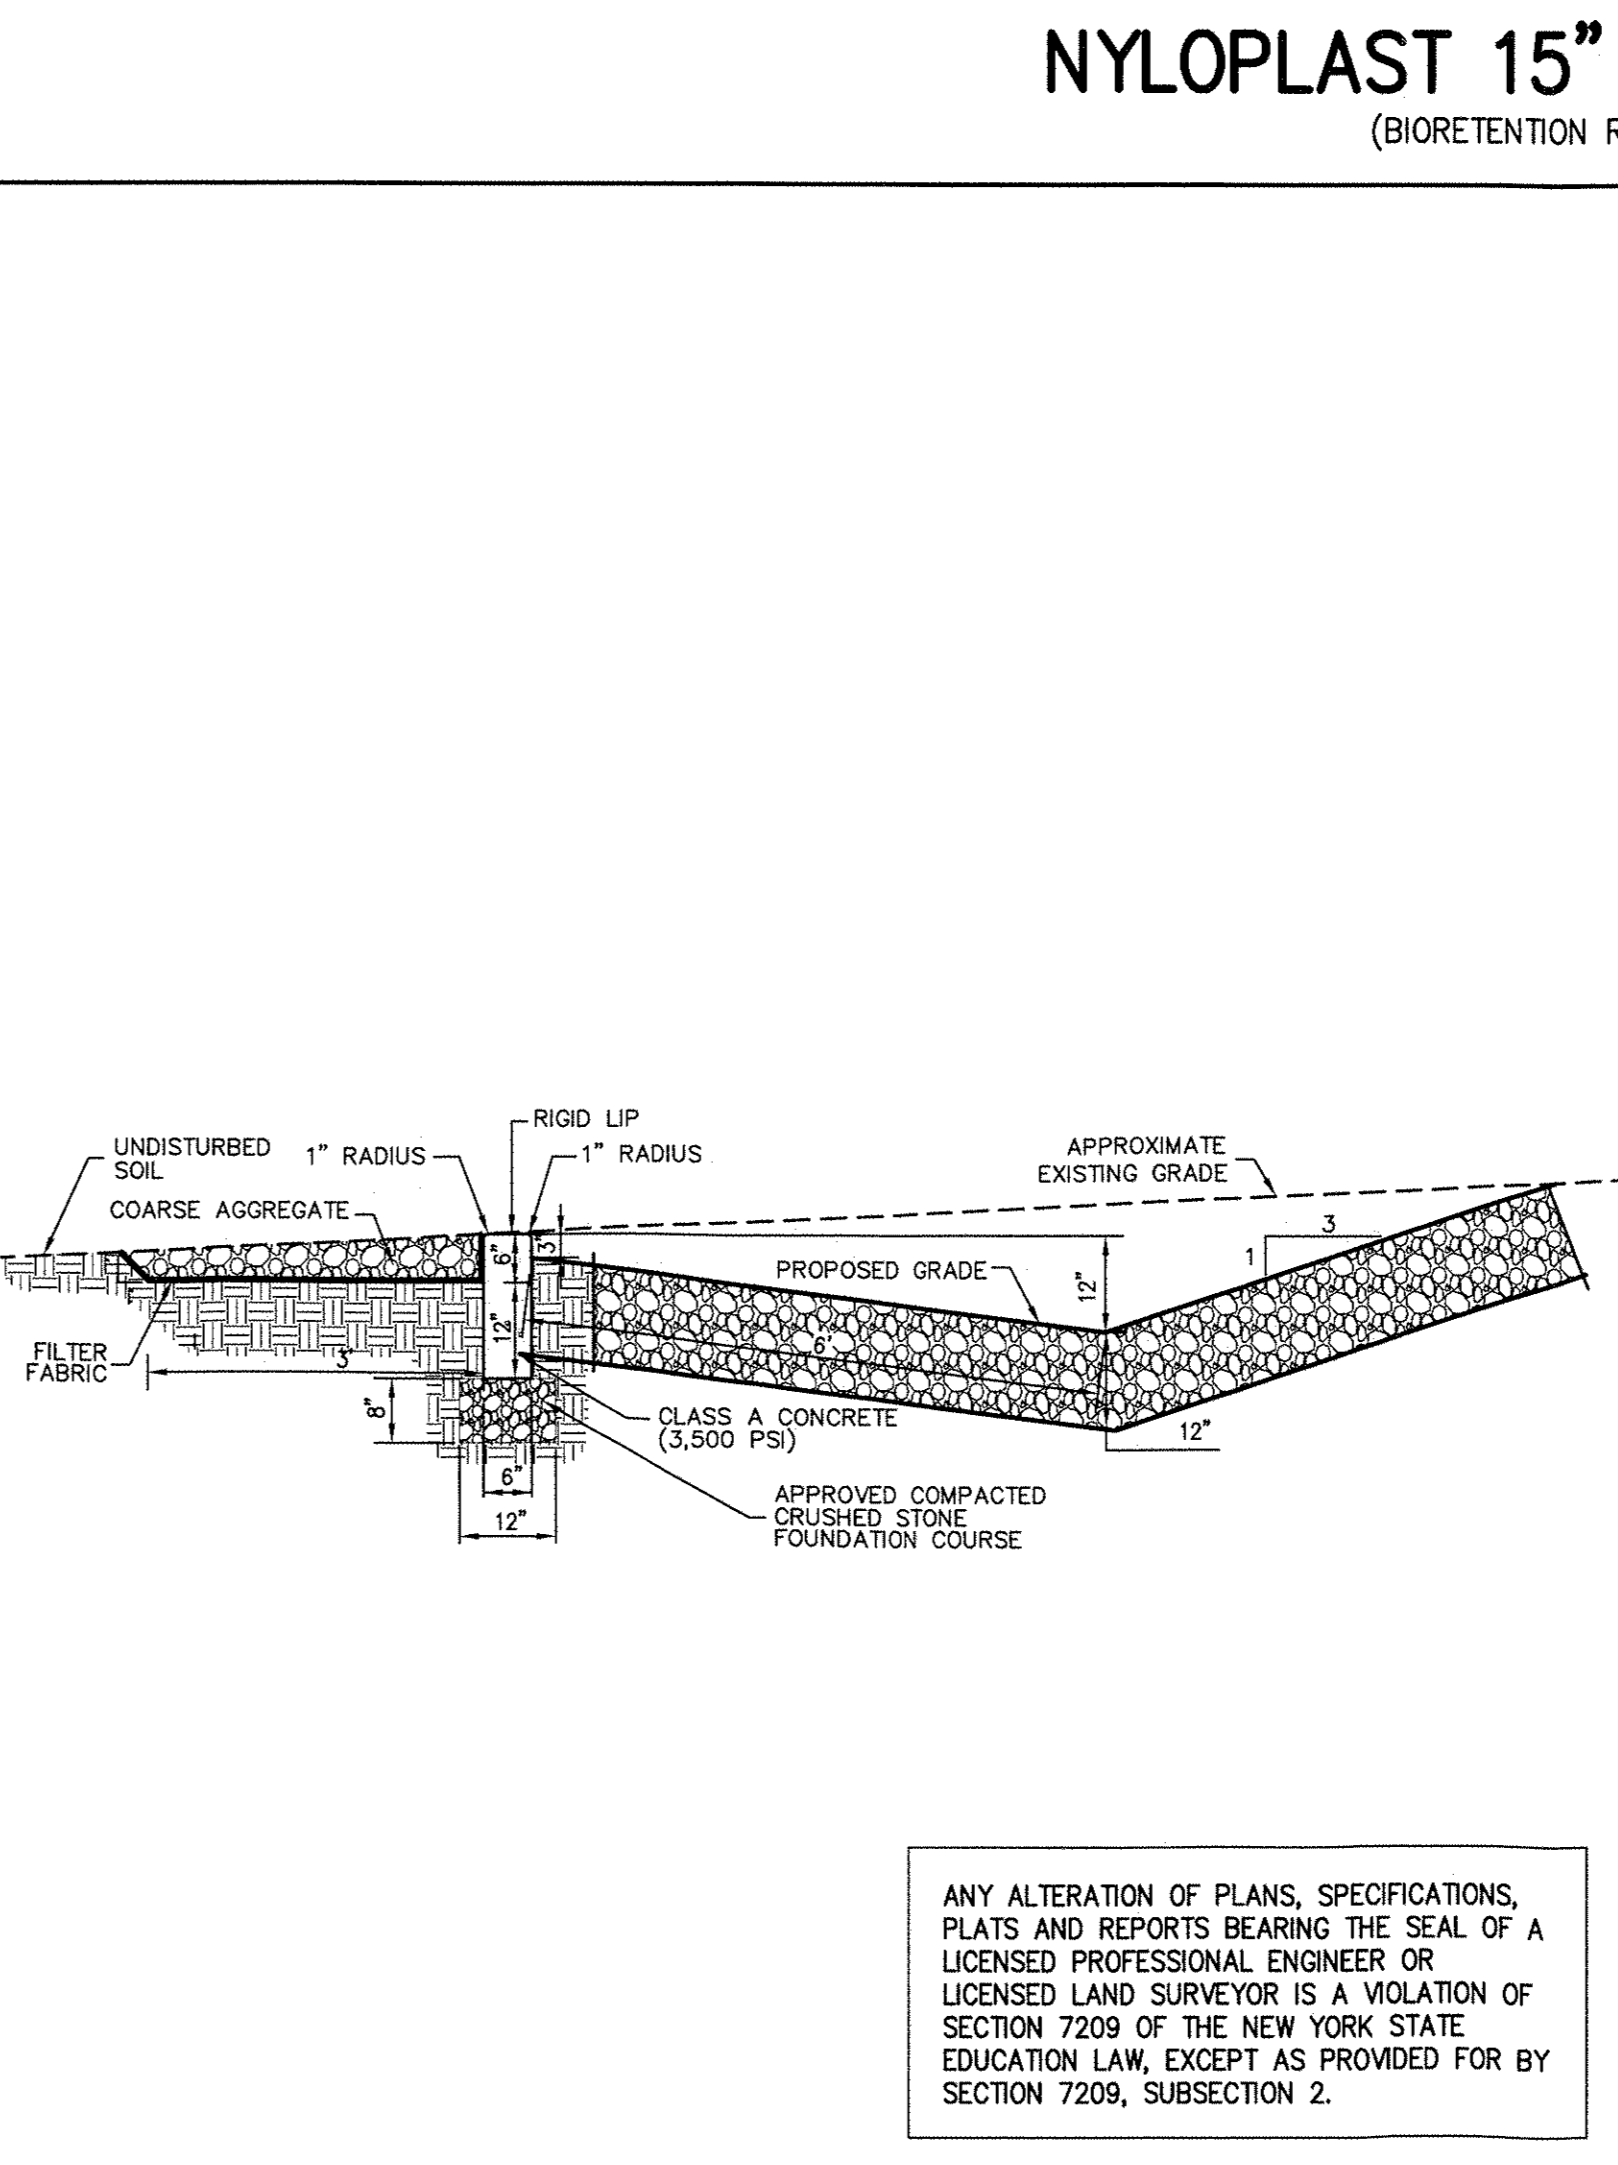 NYLOPLAST 15"
(BIORETENTION R
RIGID LIP
UNDISTURBED
SOIL
1" RADIUS
1" RADIUS
APPROXIMATE
EXISTING GRADE
COARSE AGGREGATE
3
1
6"
3"
PROPOSED GRADE
12"
12"
6'
FILTER
FABRIC
3'
8"
CLASS A CONCRETE
(3,500 PSI)
12"
6"
12"
APPROVED COMPACTED
CRUSHED STONE
FOUNDATION COURSE
ANY ALTERATION OF PLANS, SPECIFICATIONS,
PLATS AND REPORTS BEARING THE SEAL OF A
LICENSED PROFESSIONAL ENGINEER OR
LICENSED LAND SURVEYOR IS A VIOLATION OF
SECTION 7209 OF THE NEW YORK STATE
EDUCATION LAW, EXCEPT AS PROVIDED FOR BY
SECTION 7209, SUBSECTION 2.